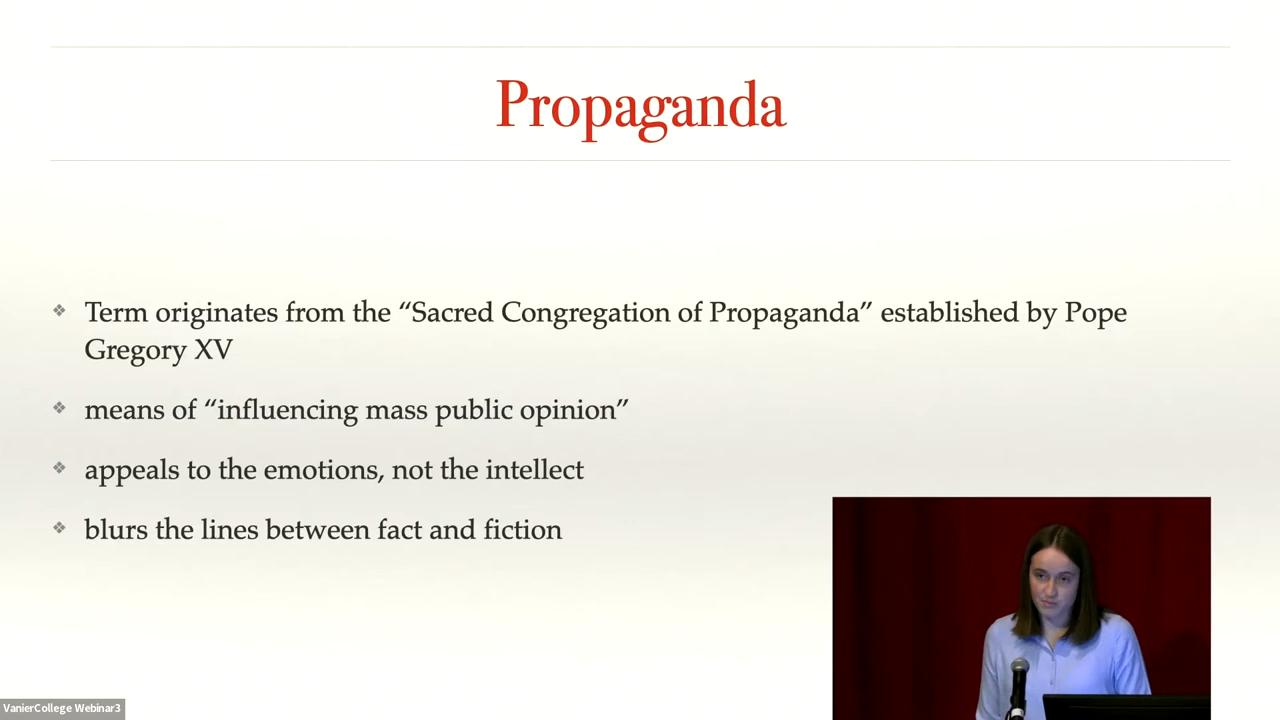 Propaganda
❖ Term originates from the “Sacred Congregation of Propaganda” established by Pope
Gregory XV
❖ means of “influencing mass public opinion”
❖ appeals to the emotions, not the intellect
❖ blurs the lines between fact and fiction
VanierCollege Webinar3